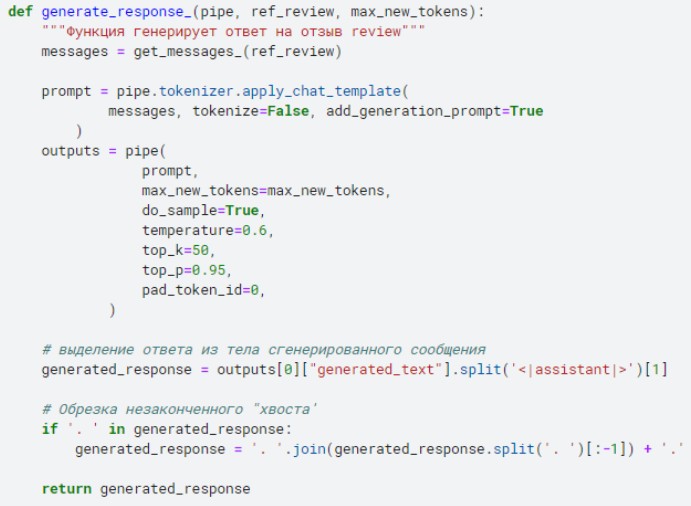 def generate_response_(pipe, ref_review, max_new_tokens):
    """Функция генерирует ответ на отзыв review"""
    messages = get_messages_(ref_review)

    prompt = pipe.tokenizer.apply_chat_template(
            messages, tokenize=False, add_generation_prompt=True
        )
    outputs = pipe(
                prompt,
                max_new_tokens=max_new_tokens,
                do_sample=True,
                temperature=0.6,
                top_k=50,
                top_p=0.95,
                pad_token_id=0,
            )

    # выделение ответа из тела сгенерированного сообщения
    generated_response = outputs[0]["generated_text"].split('<|assistant|>')[1]

    # Обрезка незаконченного "хвоста'
    if '. ' in generated_response:
        generated_response = '. '.join(generated_response.split('. ')[:-1]) + '.'

    return generated_response